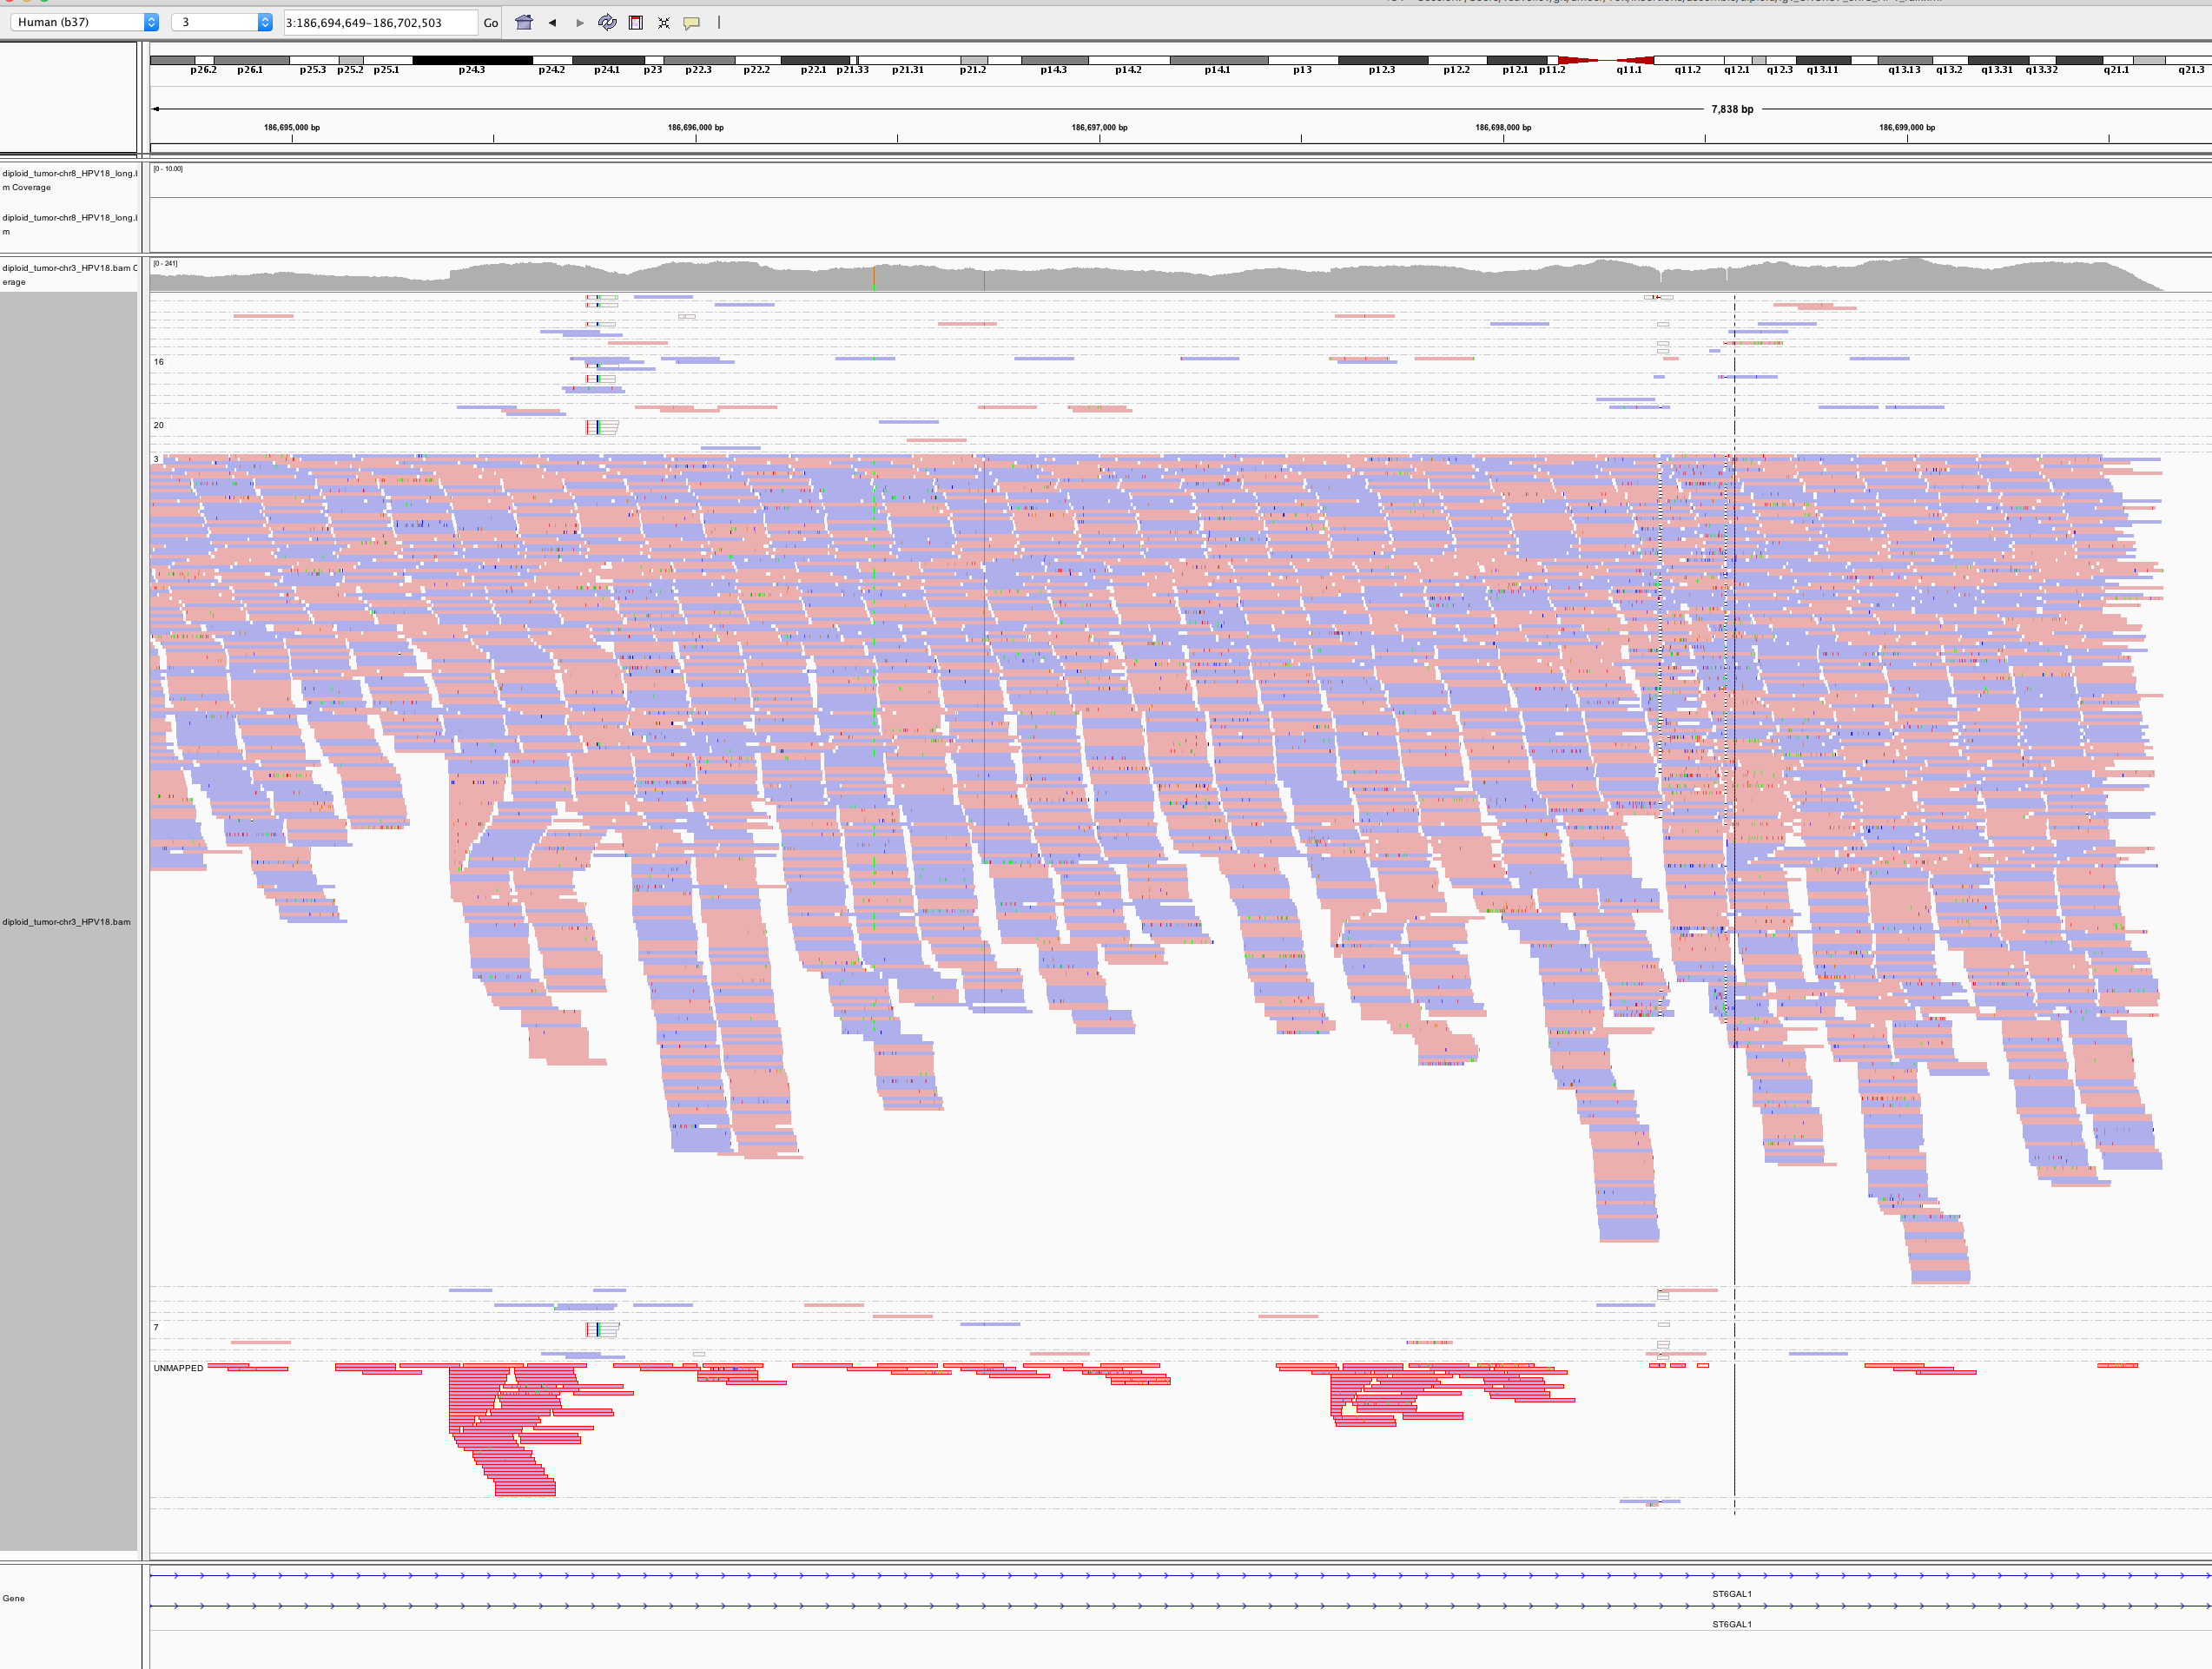 Human (b37) 3 3:186,694,649-186,702,503 Go
p26.2 p26.1 p25.3 p25.2 p25.1 p24.3 p24.2 p24.1 p23 p22.3 p22.2 p22.1 p21.33 p21.31 p21.2 p14.3 p14.2 p14.1 p13 p12.3 p12.2 p12.1 p11.2 q11.1 q11.2 q12.1 q12.3 q13.11 q13.13 q13.2 q13.31 q13.32 q21.1 q21.3
7,838 bp
186,695,000 bp 186,696,000 bp 186,697,000 bp 186,698,000 bp 186,699,000 bp
[0 - 10.00]
diploid_tumor-chr8_HPV18_long.
m Coverage
diploid_tumor-chr8_HPV18_long.
m
[0 - 241]
diploid_tumor-chr3_HPV18.bam C
erage
16
20
3
diploid_tumor-chr3_HPV18.bam
7
UNMAPPED
Gene
ST6GAL1
ST6GAL1